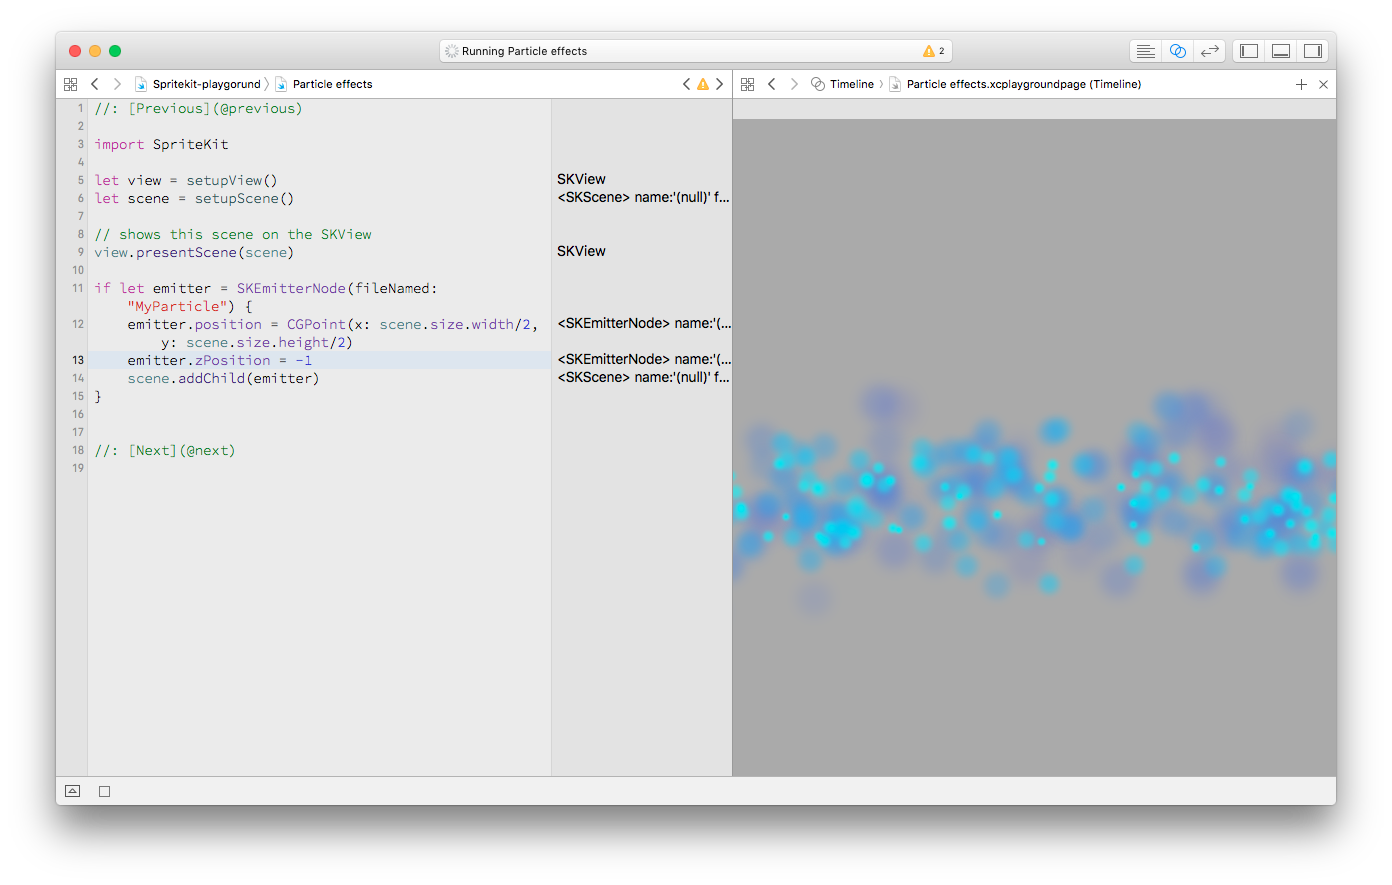 Running Particle effects
2
Spritekit-playgorund
Particle effects
Timeline
Particle effects.xcplaygroundpage (Timeline)
1 //: [Previous](@previous)
2
3 import SpriteKit
4
5 let view = setupView()
SKView
6 let scene = setupScene()
<SKScene> name:'(null)' f...
7
8 // shows this scene on the SKView
9 view.presentScene(scene)
SKView
10
11 if let emitter = SKEmitterNode(fileNamed:
"MyParticle") {
12 emitter.position = CGPoint(x: scene.size.width/2,
<SKEmitterNode> name:'(...
y: scene.size.height/2)
13 emitter.zPosition = -1
<SKEmitterNode> name:'(...
14 scene.addChild(emitter)
<SKScene> name:'(null)' f...
15 }
16
17
18 //: [Next](@next)
19